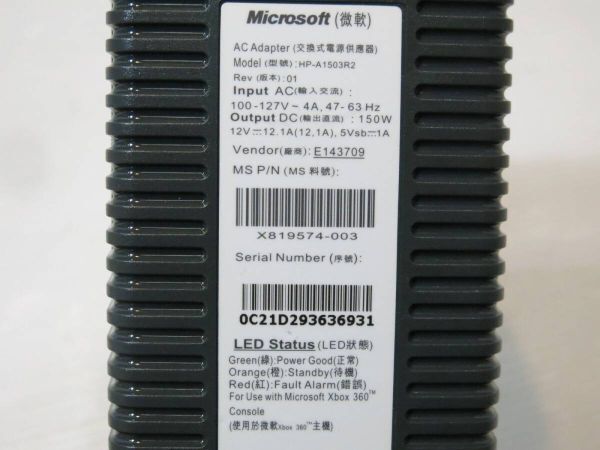 Microsoft (微軟)
AC Adapter (交換式電源供應器)
Model (型號): HP-A1503R2
Rev (版本): 01
Input AC(輸入交流) :
100-127V ~ 4A, 47- 63 Hz
Output DC(輸出直流) : 150W
12V⎓12.1A(12,1A), 5Vsb⎓1A
Vendor(廠商): E143709
MS P/N (MS 料號):
X819574-003
Serial Number (序號):
0C21D293636931
LED Status (LED狀態)
Green(綠):Power Good(正常)
Orange(橙):Standby(待機)
Red(紅):Fault Alarm(錯誤)
For Use with Microsoft Xbox 360™
Console
(使用於微軟Xbox 360™主機)